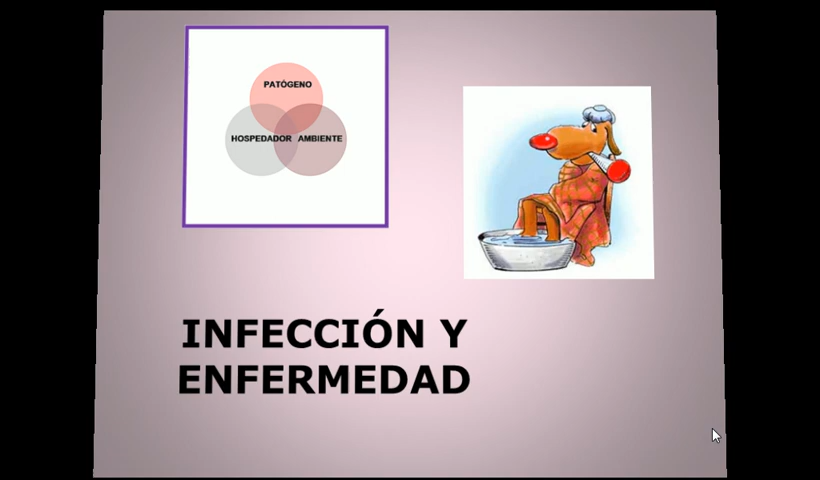 PATÓGENO
HOSPEDADOR AMBIENTE
INFECCIÓN Y
ENFERMEDAD